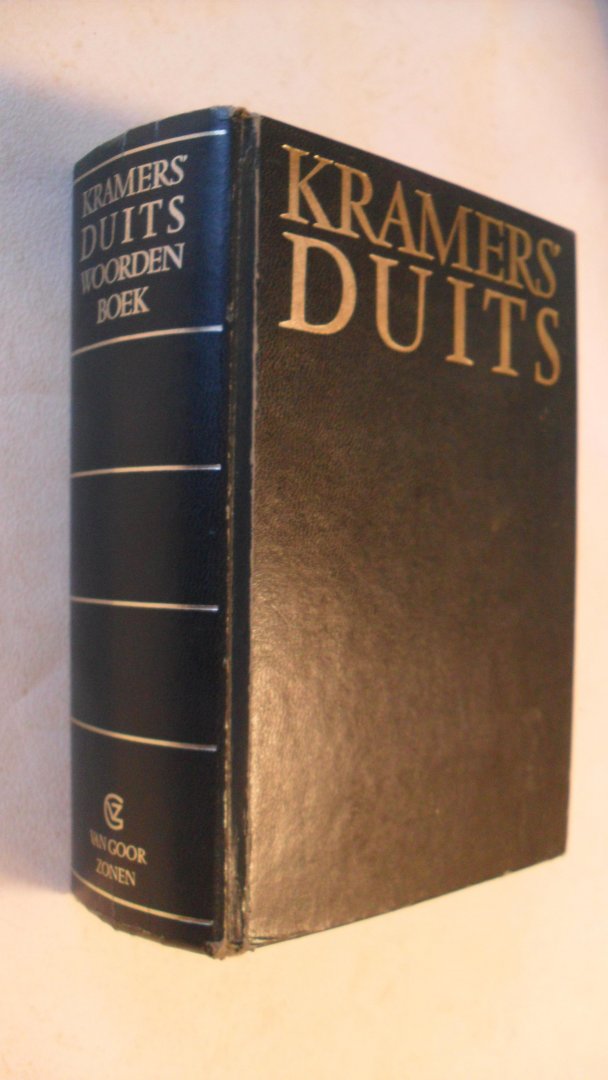 KRAMERS'
DUITS
WOORDEN
BOEK
VAN GOOR
ZONEN
KRAMERS'
DUITS